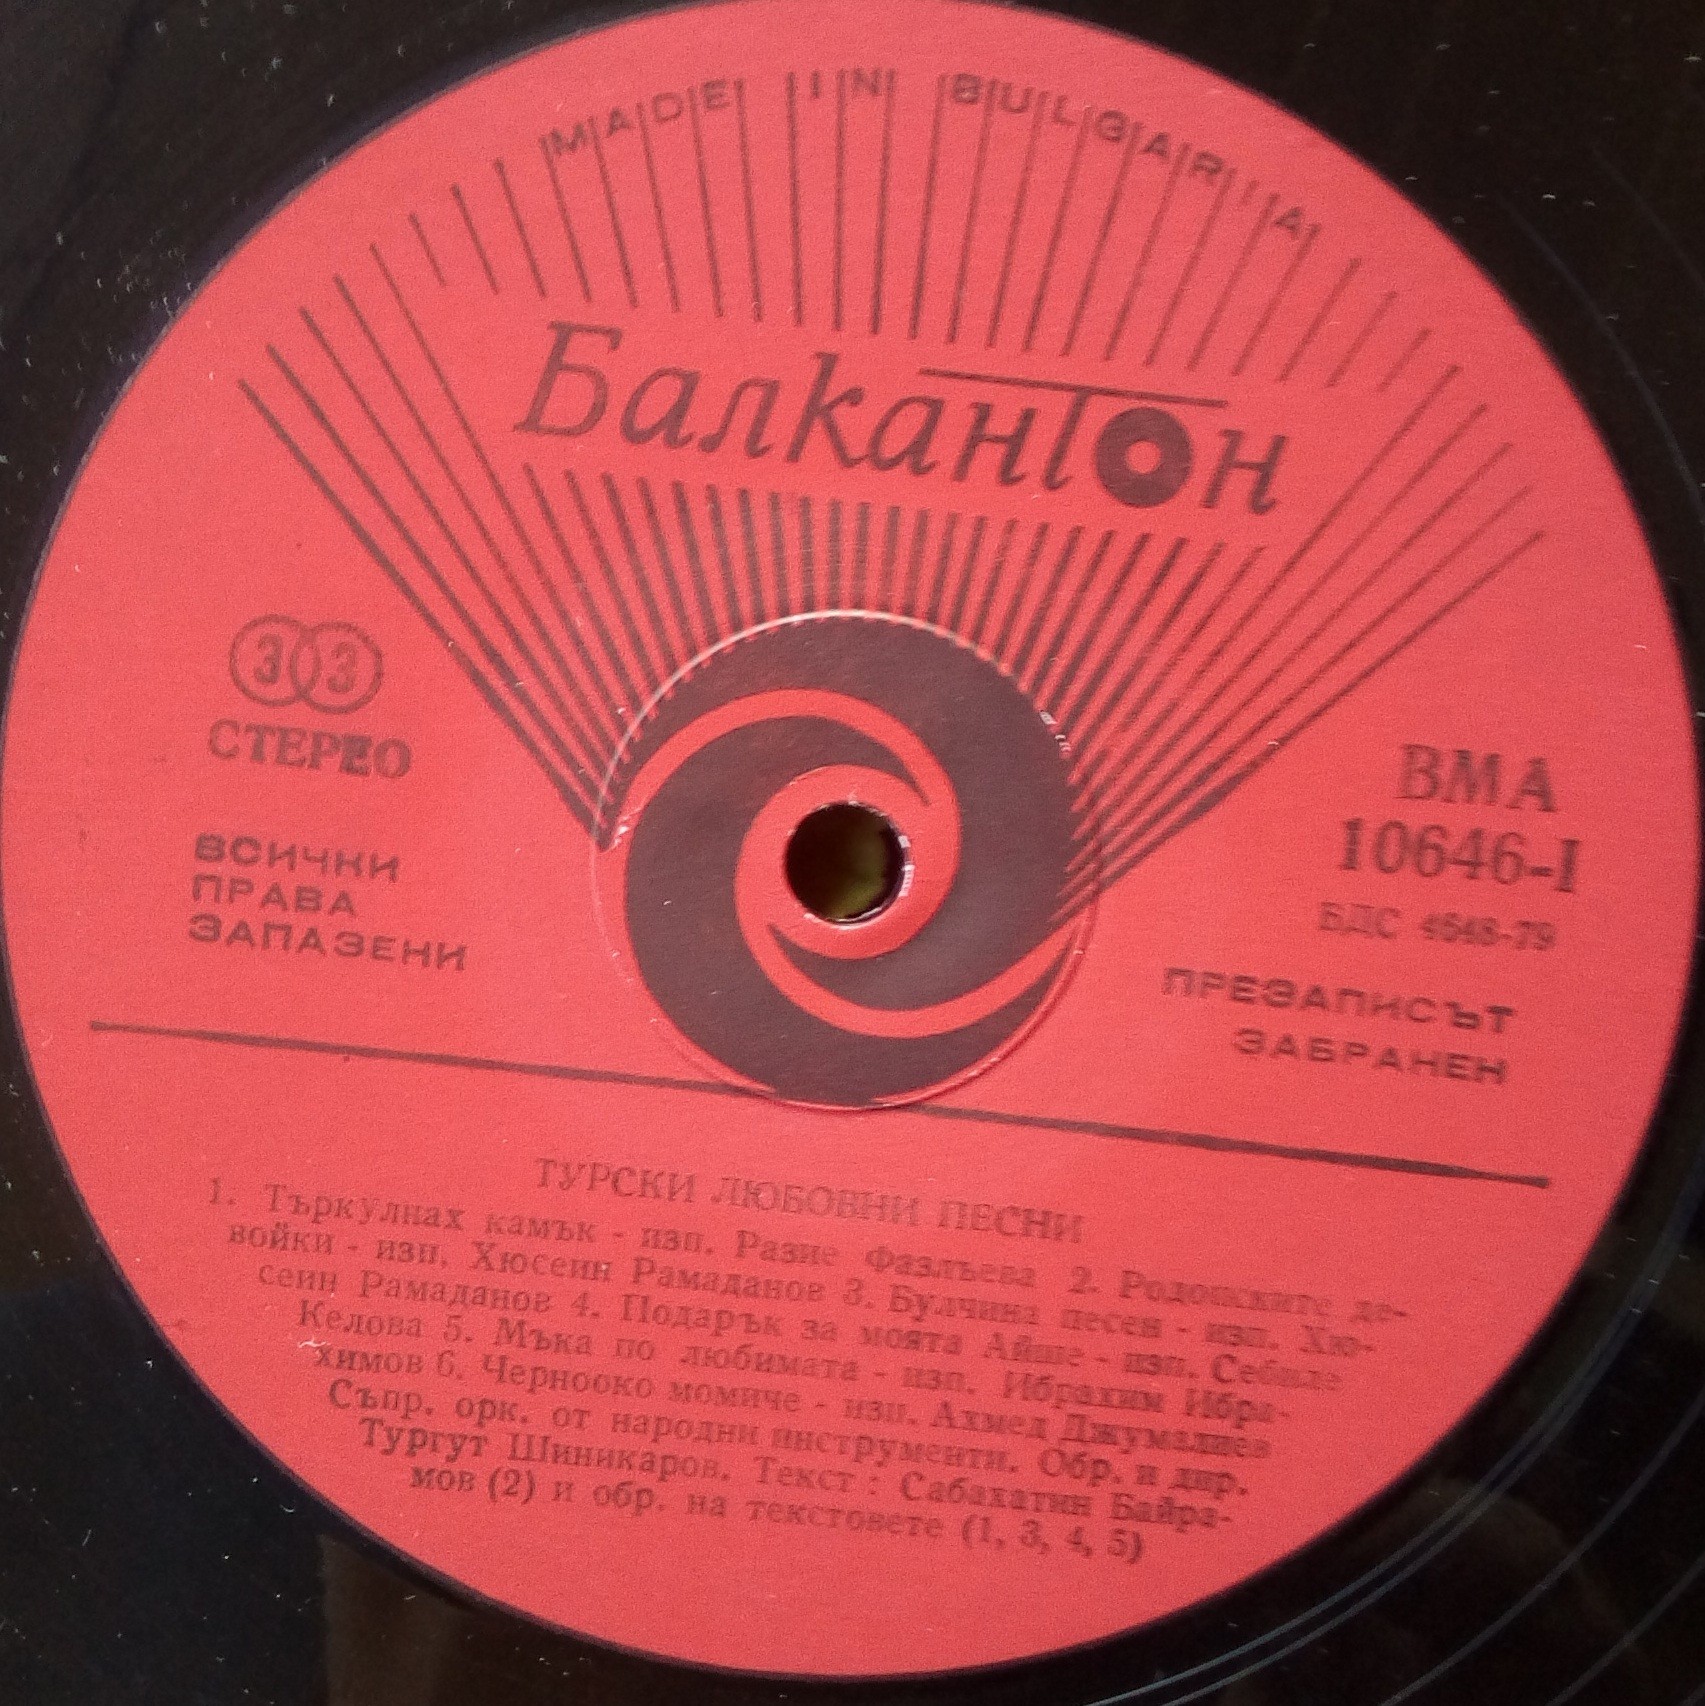 MADE IN BULGARIA
Балкантон
33
СТЕРЕО
ВСИЧКИ
ПРАВА
ЗАПАЗЕНИ
ВМА
10646-I
БДС 4648-79
ПРЕЗАПИСЪТ
ЗАБРАНЕН
ТУРСКИ ЛЮБОВНИ ПЕСНИ
1. Търкулнах камък - изп. Разие Фазлъева 2. Родопските де-
войки - изп. Хюсеин Рамаданов 3. Булчина песен - изп. Хю-
сеин Рамаданов 4. Подарък за моята Айше - изп. Себиле
Келова 5. Мъка по любимата - изп. Ибрахим Ибра-
химов 6. Чернооко момиче - изп. Ахмед Джумалиев
Съпр. орк. от народни инструменти. Обр. и дир.
Тургут Шиникаров. Текст : Сабахатин Байра-
мов (2) и обр. на текстовете (1, 3, 4, 5)